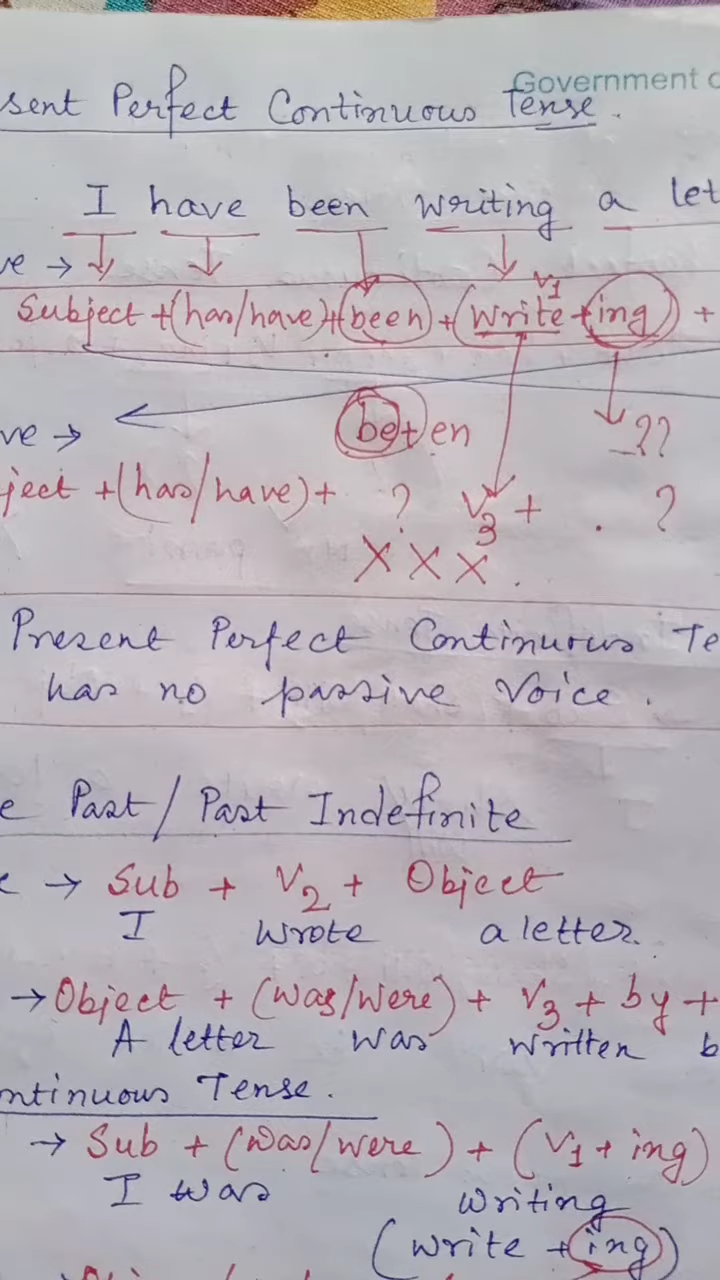 Government
sent Perfect Continuous Tense.
I have been writing a let
ve →
Subject + (has/have) + (been) + (write + ing) +
V1
ve →
be + en
??
ject + (has/have) + ? V3 + . ?
X X X .
Present Perfect Continuous Te
has no passive voice.
e Past/Past Indefinite
e → Sub + V2 + Object
I wrote a letter.
→ Object + (was/were) + V3 + by +
A letter was written b
ntinuous Tense.
→ Sub + (was/were) + (V1 + ing)
I was writing
(write + ing)